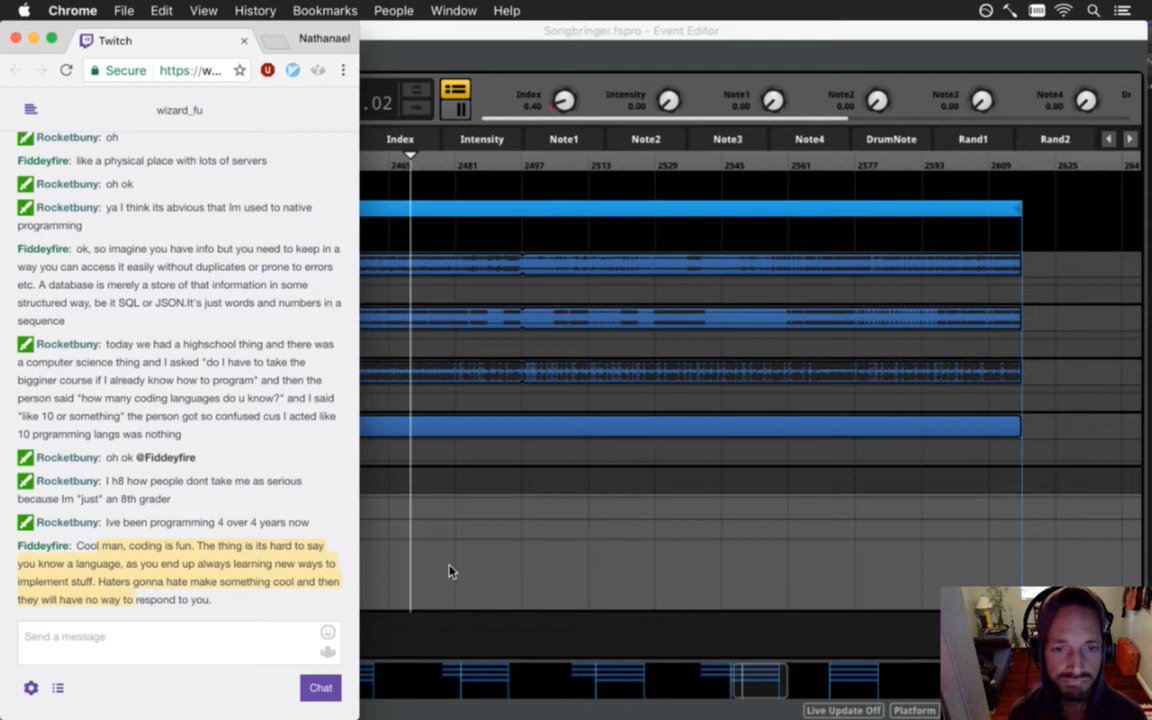 Chrome File Edit View History Bookmarks People Window Help
Twitch
Nathanael
Songbringer.fspro - Event Editor
Secure https://w...
wizard_fu
.02
Index 0.40 Intensity 0.00 Note1 0.00 Note2 0.00 Note3 0.00 Note4 0.00
Index Intensity Note1 Note2 Note3 Note4 DrumNote Rand1 Rand2
2465 2481 2497 2513 2529 2545 2561 2577 2593 2609 2625 264
Rocketbuny: oh
Fiddeyfire: like a physical place with lots of servers
Rocketbuny: oh ok
Rocketbuny: ya I think its abvious that Im used to native
programming
Fiddeyfire: ok, so imagine you have info but you need to keep in a
way you can access it easily without duplicates or prone to errors
etc. A database is merely a store of that information in some
structured way, be it SQL or JSON.It's just words and numbers in a
sequence
Rocketbuny: today we had a highschool thing and there was
a computer science thing and I asked "do I have to take the
bigginer course if I already know how to program" and then the
person said "how many coding languages do u know?" and I said
"like 10 or something" the person got so confused cus I acted like
10 prgramming langs was nothing
Rocketbuny: oh ok @Fiddeyfire
Rocketbuny: I h8 how people dont take me as serious
because Im "just" an 8th grader
Rocketbuny: Ive been programming 4 over 4 years now
Fiddeyfire: Cool man, coding is fun. The thing is its hard to say
you know a language, as you end up always learning new ways to
implement stuff. Haters gonna hate make something cool and then
they will have no way to respond to you.
Send a message
Chat
Live Update Off Platform